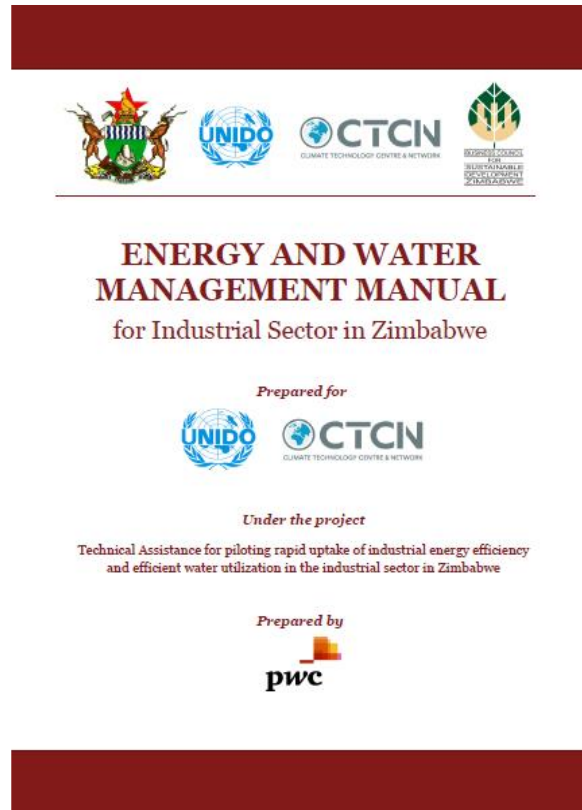 UNIDO
CTCN
CLIMATE TECHNOLOGY CENTRE & NETWORK
BUSINESS COUNCIL
FOR
SUSTAINABLE
DEVELOPMENT
ZIMBABWE
ENERGY AND WATER
MANAGEMENT MANUAL
for Industrial Sector in Zimbabwe
Prepared for
UNIDO
CTCN
CLIMATE TECHNOLOGY CENTRE & NETWORK
Under the project
Technical Assistance for piloting rapid uptake of industrial energy efficiency
and efficient water utilization in the industrial sector in Zimbabwe
Prepared by
pwc